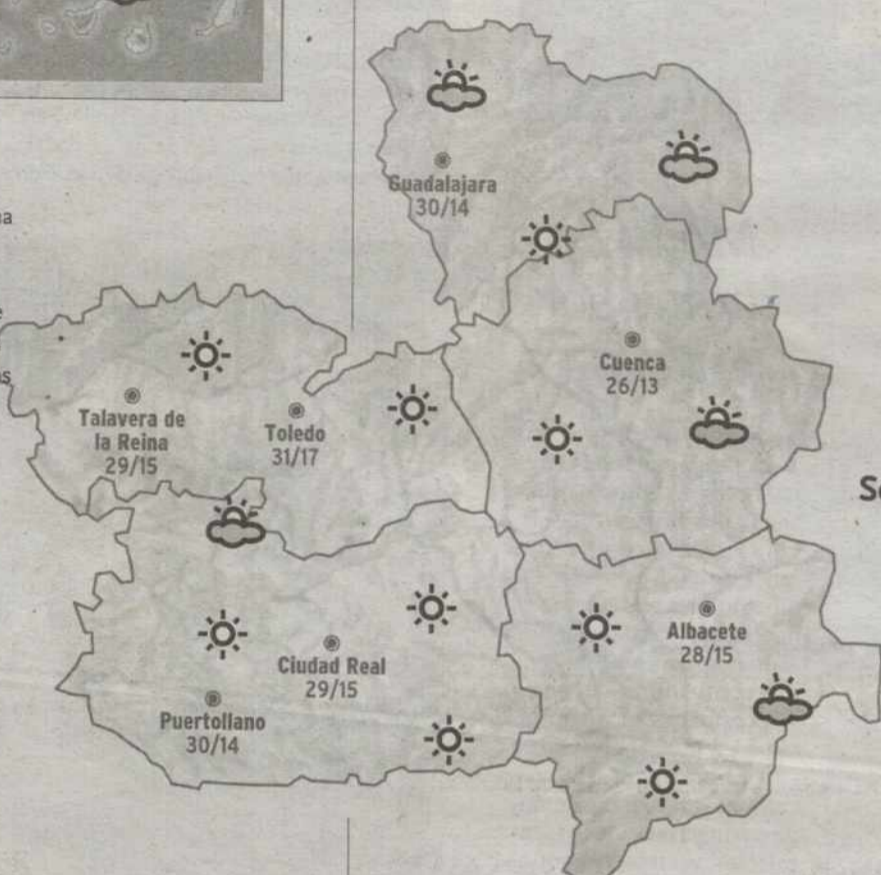 Guadalajara
30/14
Cuenca
26/13
Talavera de
la Reina
29/15
Toledo
31/17
Albacete
28/15
Ciudad Real
29/15
Puertollano
30/14